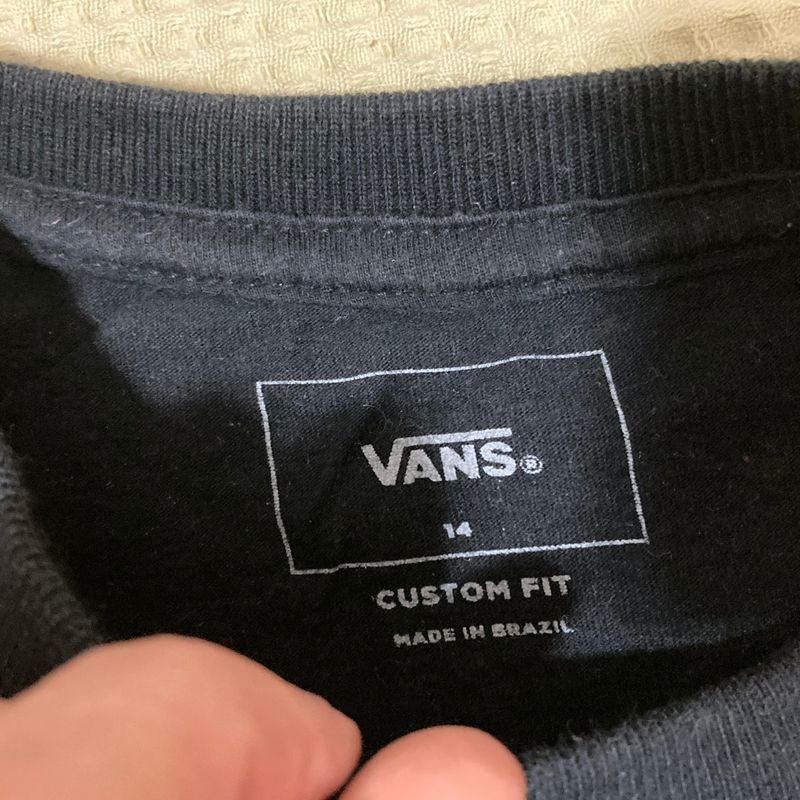 VANS®
14
CUSTOM FIT
MADE IN BRAZIL